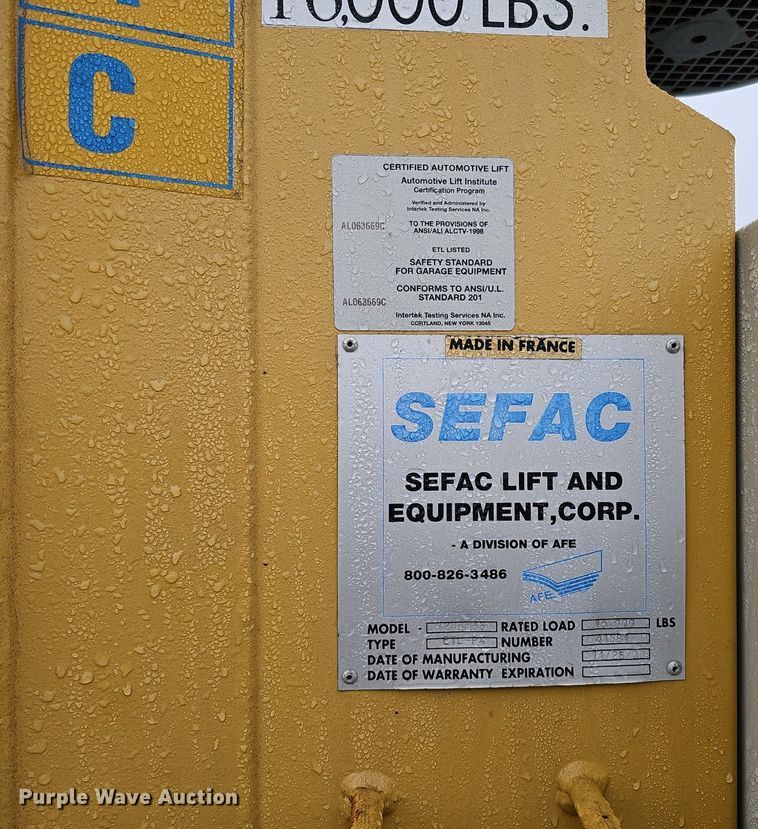 16,000 LBS.
C
CERTIFIED AUTOMOTIVE LIFT
Automotive Lift Institute
Certification Program
Verified and Administered by
Intertek Testing Services NA Inc.
AL063669C
TO THE PROVISIONS OF
ANSI/ALI ALCTV-1998
ETL LISTED
SAFETY STANDARD
FOR GARAGE EQUIPMENT
CONFORMS TO ANSI/U.L.
AL063669C
STANDARD 201
Intertek Testing Services NA Inc.
CORTLAND, NEW YORK 13045
MADE IN FRANCE
SEFAC
SEFAC LIFT AND
EQUIPMENT,CORP.
- A DIVISION OF AFE
800-826-3486
AFE
MODEL - RATED LOAD 16,000 LBS
TYPE NUMBER
DATE OF MANUFACTURING
DATE OF WARRANTY EXPIRATION
Purple Wave Auction